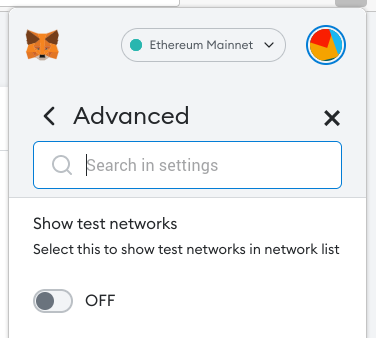 Ethereum Mainnet
Advanced
Search in settings
Show test networks
Select this to show test networks in network list
OFF